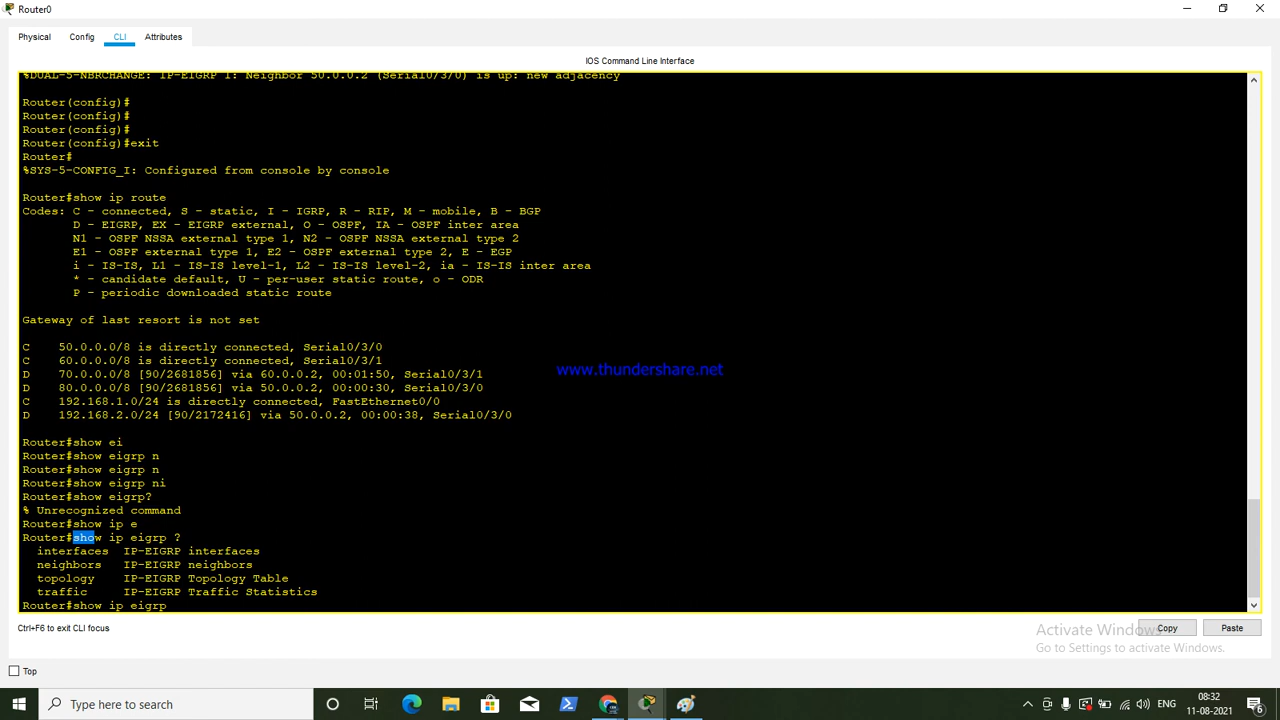 Router0
Physical Config CLI Attributes
IOS Command Line Interface
%DUAL-5-NBRCHANGE: IP-EIGRP 1: Neighbor 50.0.0.2 (Serial0/3/0) is up: new adjacency
Router(config)#
Router(config)#
Router(config)#
Router(config)#exit
Router#
%SYS-5-CONFIG_I: Configured from console by console
Router#show ip route
Codes: C - connected, S - static, I - IGRP, R - RIP, M - mobile, B - BGP
D - EIGRP, EX - EIGRP external, O - OSPF, IA - OSPF inter area
N1 - OSPF NSSA external type 1, N2 - OSPF NSSA external type 2
E1 - OSPF external type 1, E2 - OSPF external type 2, E - EGP
i - IS-IS, L1 - IS-IS level-1, L2 - IS-IS level-2, ia - IS-IS inter area
* - candidate default, U - per-user static route, o - ODR
P - periodic downloaded static route
Gateway of last resort is not set
C 50.0.0.0/8 is directly connected, Serial0/3/0
C 60.0.0.0/8 is directly connected, Serial0/3/1
D 70.0.0.0/8 [90/2681856] via 60.0.0.2, 00:01:50, Serial0/3/1
D 80.0.0.0/8 [90/2681856] via 50.0.0.2, 00:00:30, Serial0/3/0
C 192.168.1.0/24 is directly connected, FastEthernet0/0
D 192.168.2.0/24 [90/2172416] via 50.0.0.2, 00:00:38, Serial0/3/0
www.thundershare.net
Router#show ei
Router#show eigrp n
Router#show eigrp n
Router#show eigrp ni
Router#show eigrp?
% Unrecognized command
Router#show ip e
Router#show ip eigrp ?
interfaces IP-EIGRP interfaces
neighbors IP-EIGRP neighbors
topology IP-EIGRP Topology Table
traffic IP-EIGRP Traffic Statistics
Router#show ip eigrp
Ctrl+F6 to exit CLI focus
Copy Paste
Activate Windows
Go to Settings to activate Windows.
Top
Type here to search
ENG
08:32
11-08-2021
6